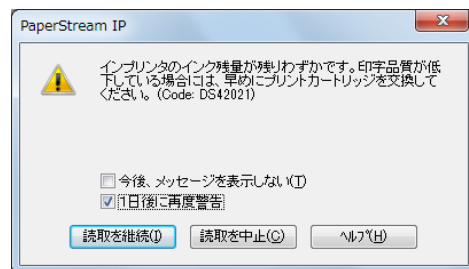 PaperStream IP
インプリンタのインク残量が残りわずかです。印字品質が低
下している場合には、早めにプリントカートリッジを交換して
ください。(Code: DS42021)
今後、メッセージを表示しない(T)
1日後に再度警告
読取を継続(I) 読取を中止(C) ヘルプ(H)